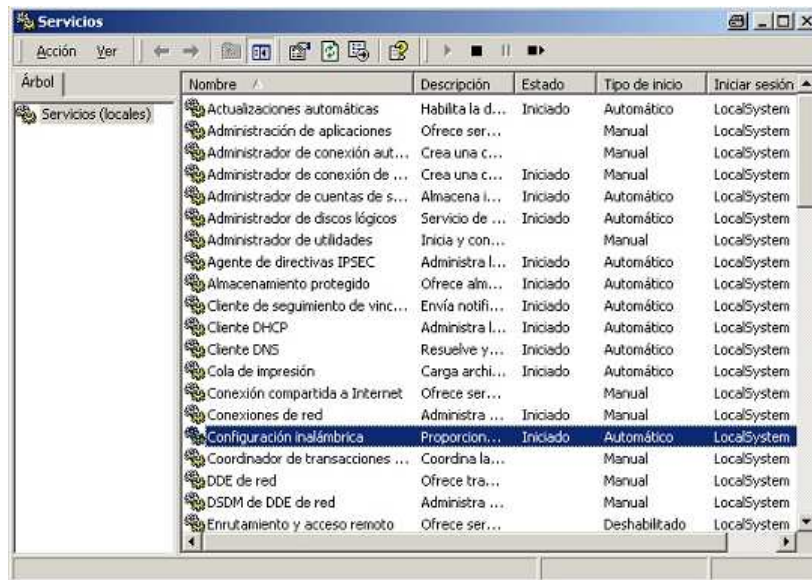 Servicios
Acción Ver
Árbol
Servicios (locales)
Nombre Descripción Estado Tipo de inicio Iniciar sesión
Actualizaciones automáticas Habilita la d... Iniciado Automático LocalSystem
Administración de aplicaciones Ofrece ser... Manual LocalSystem
Administrador de conexión aut... Crea una c... Manual LocalSystem
Administrador de conexión de ... Crea una c... Iniciado Manual LocalSystem
Administrador de cuentas de s... Almacena i... Iniciado Automático LocalSystem
Administrador de discos lógicos Servicio de ... Iniciado Automático LocalSystem
Administrador de utilidades Inicia y con... Manual LocalSystem
Agente de directivas IPSEC Administra l... Iniciado Automático LocalSystem
Almacenamiento protegido Ofrece alm... Iniciado Automático LocalSystem
Cliente de seguimiento de vinc... Envía notifi... Iniciado Automático LocalSystem
Cliente DHCP Administra l... Iniciado Automático LocalSystem
Cliente DNS Resuelve y... Iniciado Automático LocalSystem
Cola de impresión Carga archi... Iniciado Automático LocalSystem
Conexión compartida a Internet Ofrece ser... Manual LocalSystem
Conexiones de red Administra ... Iniciado Manual LocalSystem
Configuración inalámbrica Proporcion... Iniciado Automático LocalSystem
Coordinador de transacciones ... Coordina la... Manual LocalSystem
DDE de red Ofrece tra... Manual LocalSystem
DSDM de DDE de red Administra ... Manual LocalSystem
Enrutamiento y acceso remoto Ofrece ser... Deshabilitado LocalSystem